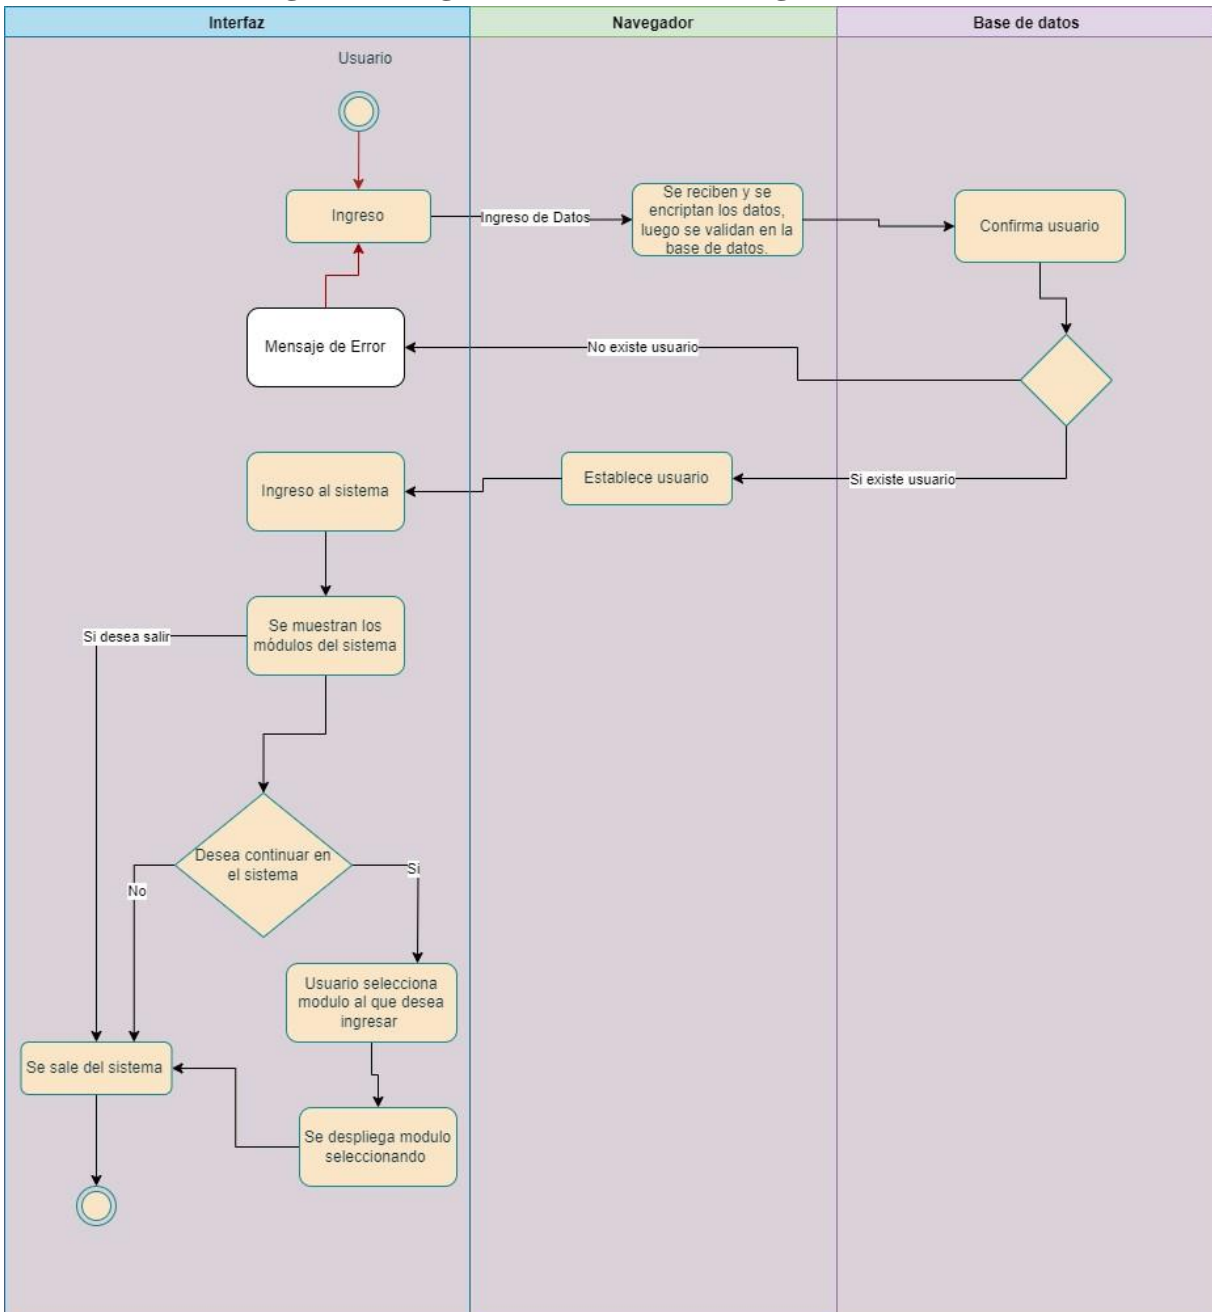 Interfaz
Navegador
Base de datos
Usuario
Ingreso
Ingreso de Datos
Se reciben y se
encriptan los datos,
luego se validan en la
base de datos.
Confirma usuario
Mensaje de Error
No existe usuario
Ingreso al sistema
Establece usuario
Si existe usuario
Se muestran los
módulos del sistema
Si desea salir
Desea continuar en
el sistema
Si
No
Usuario selecciona
modulo al que desea
ingresar
Se sale del sistema
Se despliega modulo
seleccionando